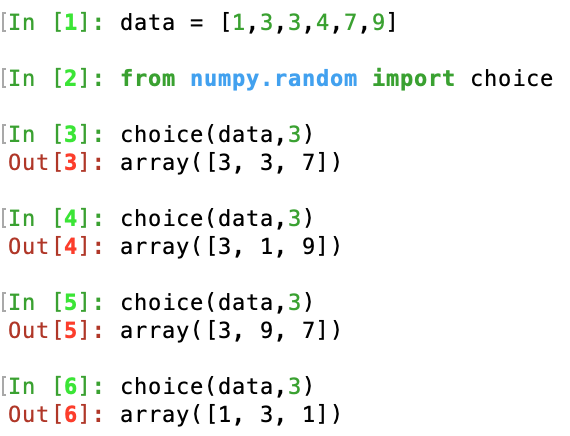 [In [1]: data = [1,3,3,4,7,9]
[In [2]: from numpy.random import choice
[In [3]: choice(data,3)
Out[3]: array([3, 3, 7])
[In [4]: choice(data,3)
Out[4]: array([3, 1, 9])
[In [5]: choice(data,3)
Out[5]: array([3, 9, 7])
[In [6]: choice(data,3)
Out[6]: array([1, 3, 1])